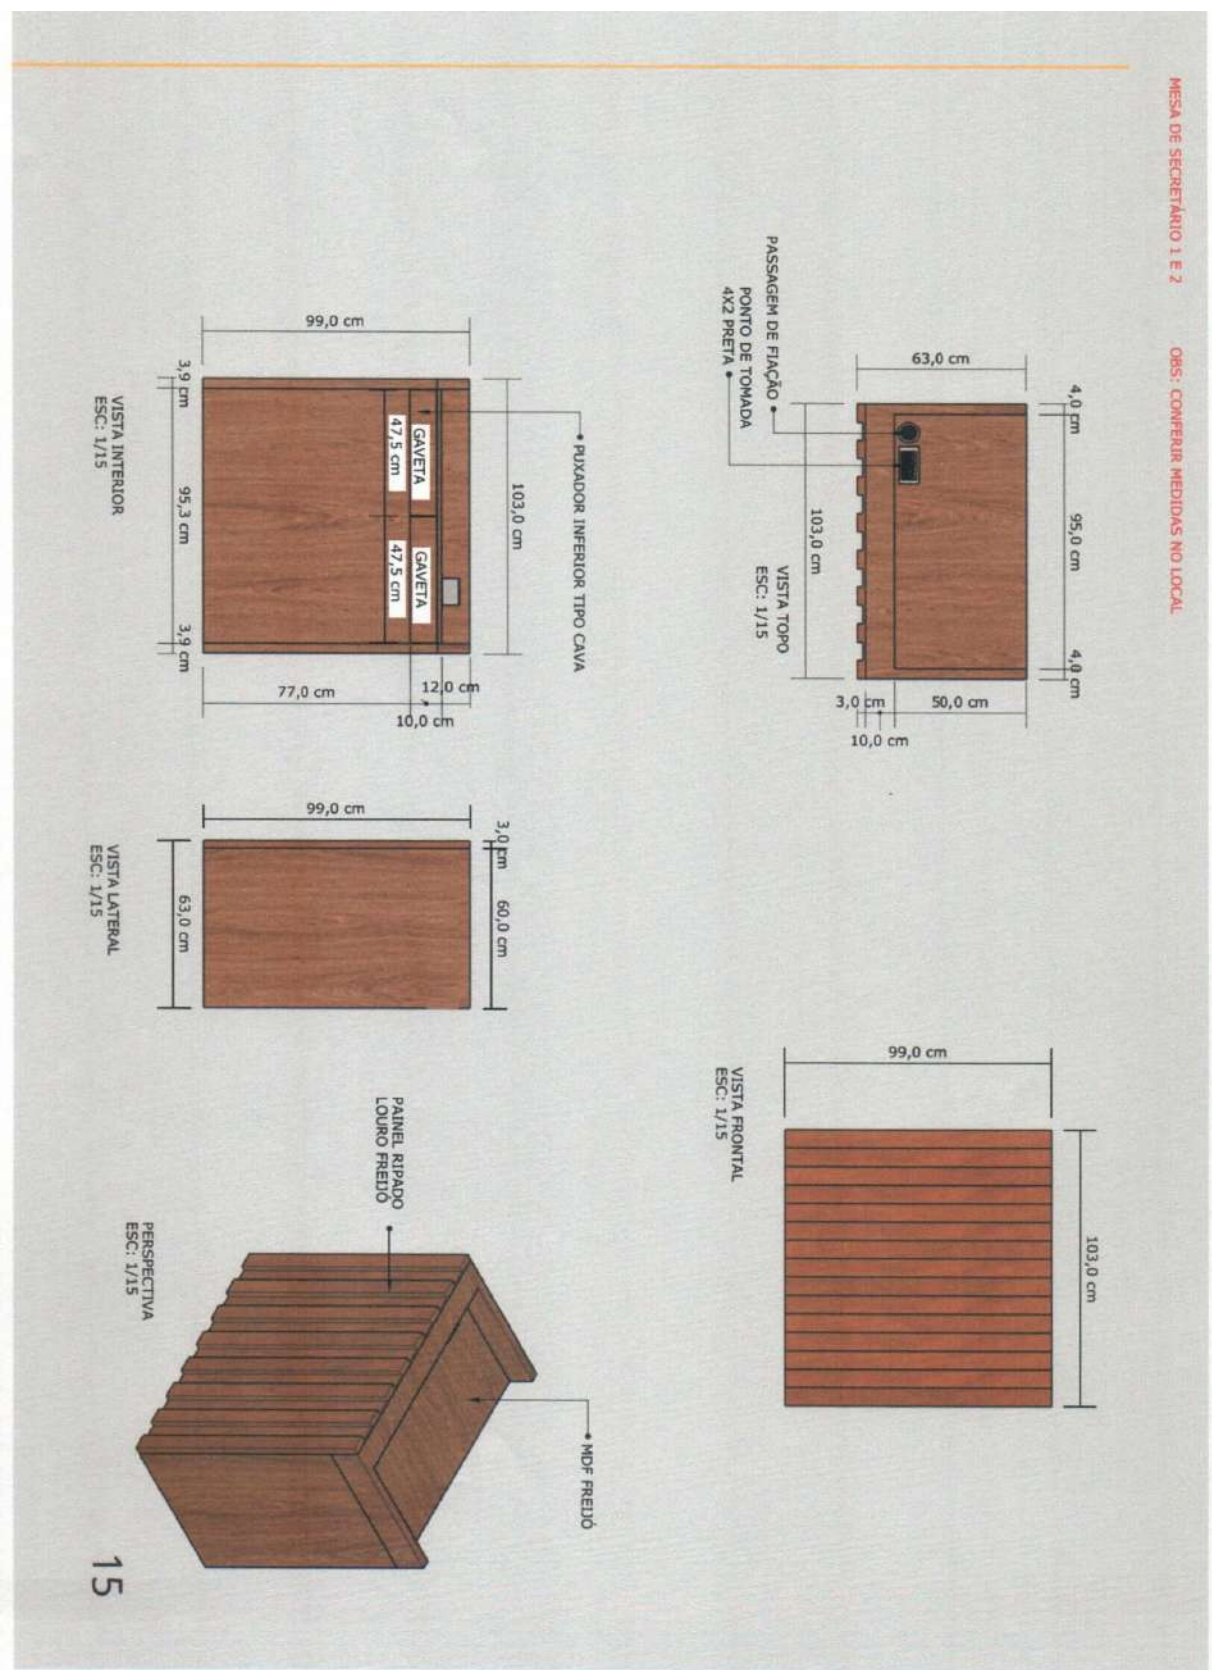 MESA DE SECRETÁRIO 1 E 2 OBS: CONFERIR MEDIDAS NO LOCAL
4,0 cm 95,0 cm 4,0 cm
63,0 cm
3,0 cm 50,0 cm
10,0 cm
103,0 cm
PASSAGEM DE FIAÇÃO
PONTO DE TOMADA
4X2 PRETA
VISTA TOPO
ESC: 1/15
103,0 cm
99,0 cm
VISTA FRONTAL
ESC: 1/15
PUXADOR INFERIOR TIPO CAVA
103,0 cm
99,0 cm
GAVETA GAVETA
47,5 cm 47,5 cm
12,0 cm
10,0 cm
77,0 cm
3,9 cm 95,3 cm 3,9 cm
VISTA INTERIOR
ESC: 1/15
3,0 cm 60,0 cm
99,0 cm
63,0 cm
VISTA LATERAL
ESC: 1/15
MDF FREIJÓ
PAINEL RIPADO
LOURO FREIJÓ
PERSPECTIVA
ESC: 1/15
15